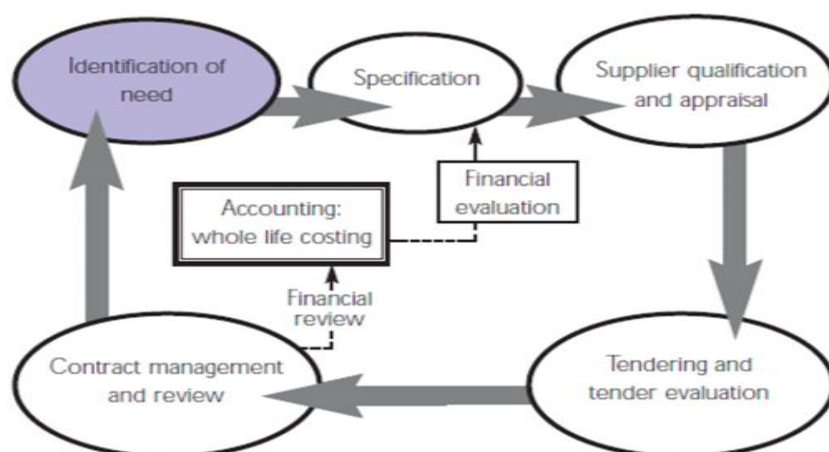 Identification of
need
Specification
Supplier qualification
and appraisal
Financial
evaluation
Accounting:
whole life costing
Financial
review
Contract management
and review
Tendering and
tender evaluation